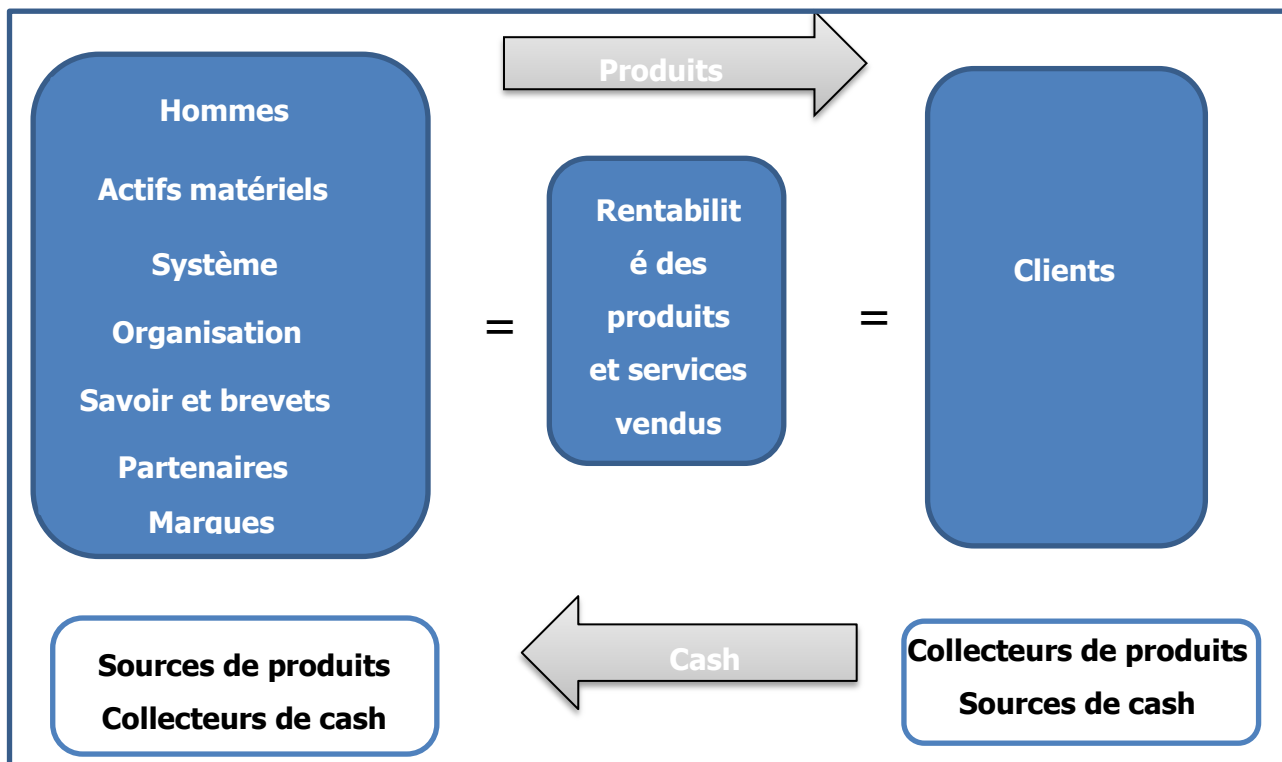 Produits
Hommes
Actifs matériels
Système
Organisation
Savoir et brevets
Partenaires
Marques
=
Rentabilit
é des
produits
et services
vendus
=
Clients
Sources de produits
Collecteurs de cash
Cash
Collecteurs de produits
Sources de cash